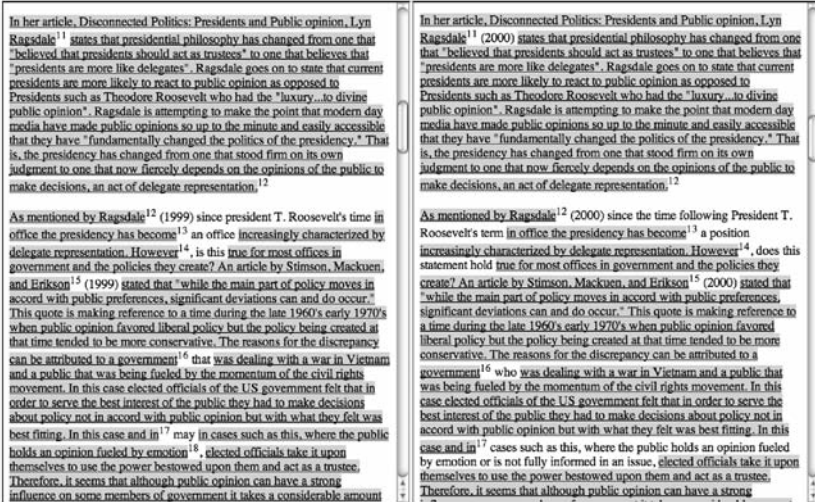 In her article, Disconnected Politics: Presidents and Public opinion, Lyn
Ragsdale11 states that presidential philosophy has changed from one that
"believed that presidents should act as trustees" to one that believes that
"presidents are more like delegates". Ragsdale goes on to state that current
presidents are more likely to react to public opinion as opposed to
Presidents such as Theodore Roosevelt who had the "luxury...to divine
public opinion". Ragsdale is attempting to make the point that modern day
media have made public opinions so up to the minute and easily accessible
that they have "fundamentally changed the politics of the presidency." That
is, the presidency has changed from one that stood firm on its own
judgment to one that now fiercely depends on the opinions of the public to
make decisions, an act of delegate representation.12
As mentioned by Ragsdale12 (1999) since president T. Roosevelt's time in
office the presidency has become13 an office increasingly characterized by
delegate representation. However14, is this true for most offices in
government and the policies they create? An article by Stimson, Mackuen,
and Erikson15 (1999) stated that "while the main part of policy moves in
accord with public preferences, significant deviations can and do occur."
This quote is making reference to a time during the late 1960's early 1970's
when public opinion favored liberal policy but the policy being created at
that time tended to be more conservative. The reasons for the discrepancy
can be attributed to a government16 that was dealing with a war in Vietnam
and a public that was being fueled by the momentum of the civil rights
movement. In this case elected officials of the US government felt that in
order to serve the best interest of the public they had to make decisions
about policy not in accord with public opinion but with what they felt was
best fitting. In this case and in17 may in cases such as this, where the public
holds an opinion fueled by emotion18, elected officials take it upon
themselves to use the power bestowed upon them and act as a trustee.
Therefore, it seems that although public opinion can have a strong
influence on some members of government it takes a considerable amount
In her article, Disconnected Politics: Presidents and Public opinion, Lyn
Ragsdale11 (2000) states that presidential philosophy has changed from one
that "believed that presidents should act as trustees" to one that believes that
"presidents are more like delegates". Ragsdale goes on to state that current
presidents are more likely to react to public opinion as opposed to
Presidents such as Theodore Roosevelt who had the "luxury...to divine
public opinion". Ragsdale is attempting to make the point that modern day
media have made public opinions so up to the minute and easily accessible
that they have "fundamentally changed the politics of the presidency." That
is, the presidency has changed from one that stood firm on its own
judgment to one that now fiercely depends on the opinions of the public to
make decisions, an act of delegate representation.12
As mentioned by Ragsdale12 (2000) since the time following President T.
Roosevelt's term in office the presidency has become13 a position
increasingly characterized by delegate representation. However14, does this
statement hold true for most offices in government and the policies they
create? An article by Stimson, Mackuen, and Erikson15 (2000) stated that
"while the main part of policy moves in accord with public preferences,
significant deviations can and do occur." This quote is making reference to
a time during the late 1960's early 1970's when public opinion favored
liberal policy but the policy being created at that time tended to be more
conservative. The reasons for the discrepancy can be attributed to a
government16 who was dealing with a war in Vietnam and a public that
was being fueled by the momentum of the civil rights movement. In this
case elected officials of the US government felt that in order to serve the
best interest of the public they had to make decisions about policy not in
accord with public opinion but with what they felt was best fitting. In this
case and in17 cases such as this, where the public holds an opinion fueled
by emotion or is not fully informed in an issue, elected officials take it upon
themselves to use the power bestowed upon them and act as a trustee.
Therefore, it seems that although public opinion can have a strong